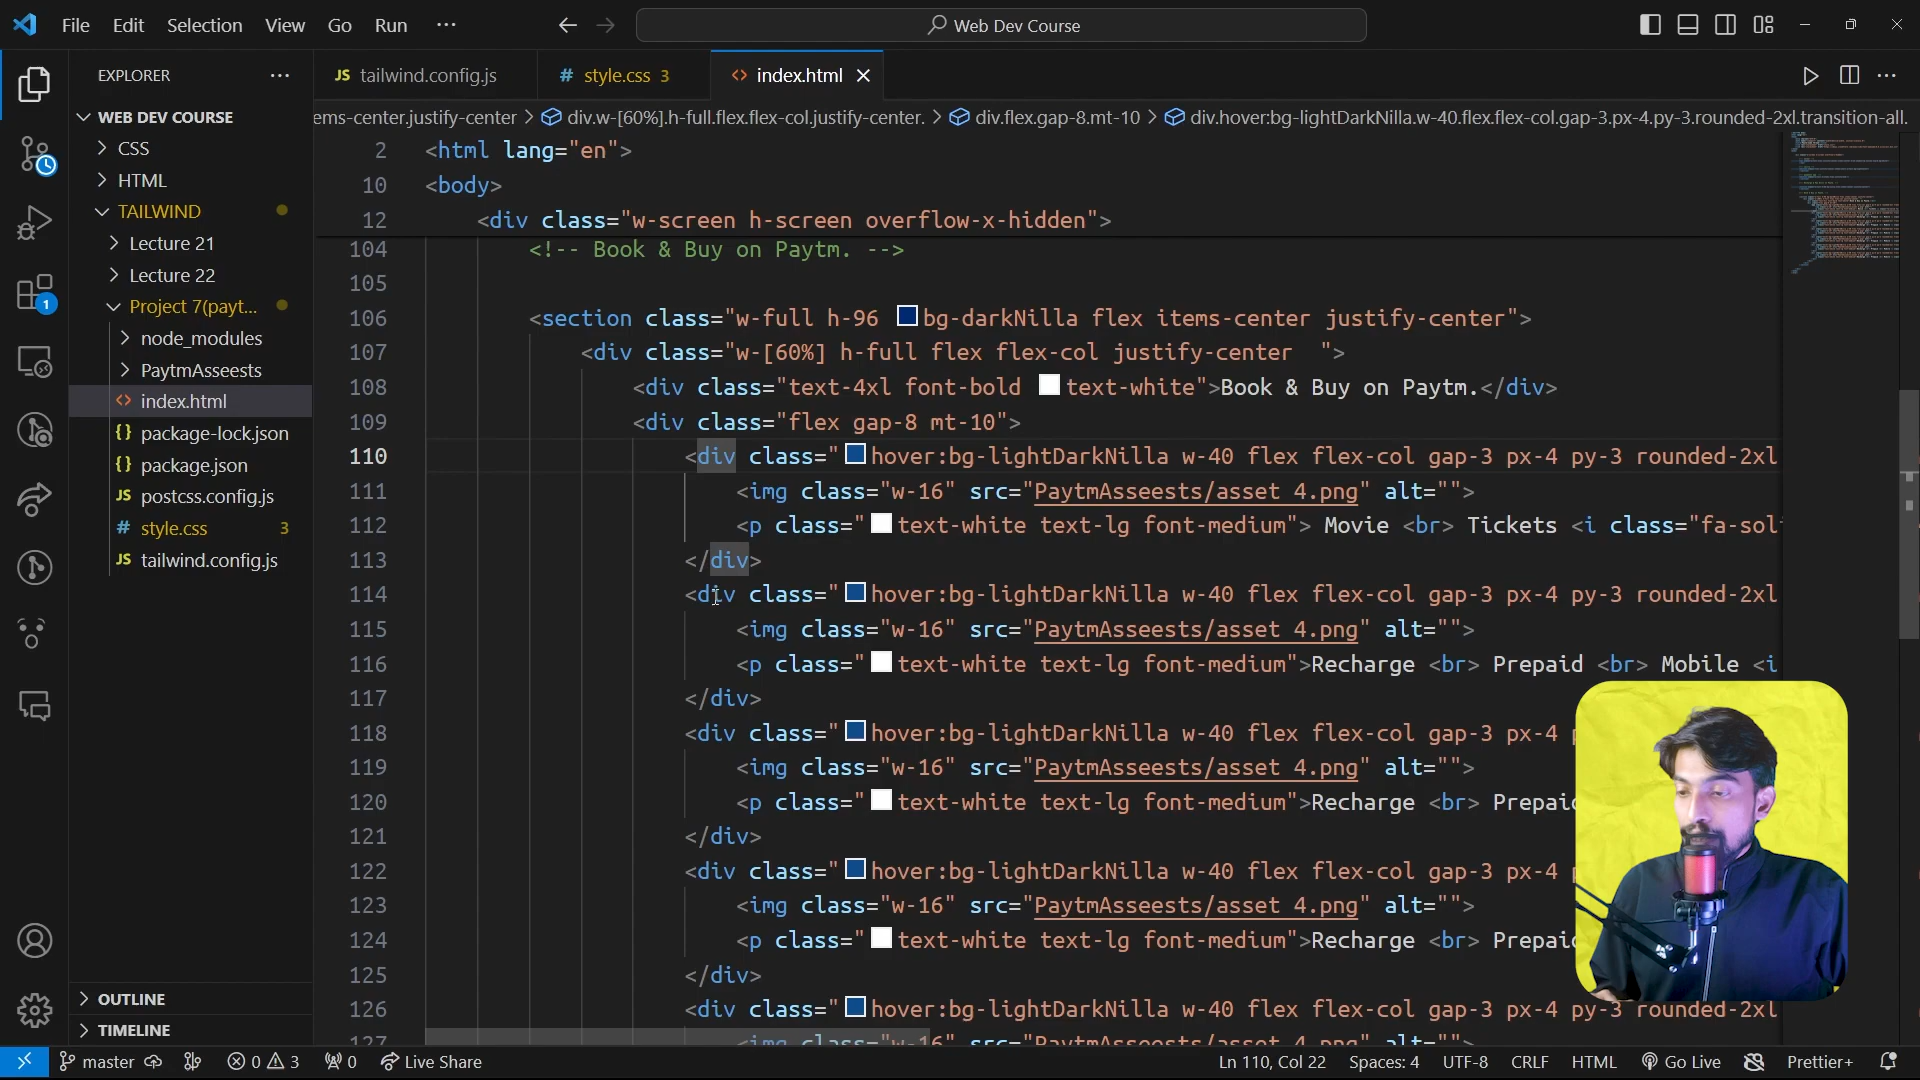 File Edit Selection View Go Run ··· Web Dev Course
EXPLORER ···
JS tailwind.config.js # style.css 3 <> index.html
ems-center.justify-center > div.w-[60%].h-full.flex.flex-col.justify-center. > div.flex.gap-8.mt-10 > div.hover:bg-lightDarkNilla.w-40.flex.flex-col.gap-3.px-4.py-3.rounded-2xl.transition-all.
WEB DEV COURSE
CSS
HTML
TAILWIND
Lecture 21
Lecture 22
Project 7(payt...
node_modules
PaytmAsseests
<> index.html
{} package-lock.json
{} package.json
JS postcss.config.js
# style.css 3
JS tailwind.config.js
OUTLINE
TIMELINE
1
2 <html lang="en">
10 <body>
12 <div class="w-screen h-screen overflow-x-hidden">
104 <!-- Book & Buy on Paytm. -->
105
106 <section class="w-full h-96 bg-darkNilla flex items-center justify-center">
107 <div class="w-[60%] h-full flex flex-col justify-center  ">
108 <div class="text-4xl font-bold text-white">Book & Buy on Paytm.</div>
109 <div class="flex gap-8 mt-10">
110 <div class="hover:bg-lightDarkNilla w-40 flex flex-col gap-3 px-4 py-3 rounded-2xl
111 <img class="w-16" src="PaytmAsseests/asset 4.png" alt="">
112 <p class="text-white text-lg font-medium"> Movie <br> Tickets <i class="fa-soli
113 </div>
114 <div class="hover:bg-lightDarkNilla w-40 flex flex-col gap-3 px-4 py-3 rounded-2xl
115 <img class="w-16" src="PaytmAsseests/asset 4.png" alt="">
116 <p class="text-white text-lg font-medium">Recharge <br> Prepaid <br> Mobile <i
117 </div>
118 <div class="hover:bg-lightDarkNilla w-40 flex flex-col gap-3 px-4
119 <img class="w-16" src="PaytmAsseests/asset 4.png" alt="">
120 <p class="text-white text-lg font-medium">Recharge <br> Prepaid
121 </div>
122 <div class="hover:bg-lightDarkNilla w-40 flex flex-col gap-3 px-4
123 <img class="w-16" src="PaytmAsseests/asset 4.png" alt="">
124 <p class="text-white text-lg font-medium">Recharge <br> Prepaid
125 </div>
126 <div class="hover:bg-lightDarkNilla w-40 flex flex-col gap-3 px-4 py-3 rounded-2xl
127 <img class="w-16" src="PaytmAsseests/asset 4.png" alt="">
master 0 3 0 Live Share Ln 110, Col 22 Spaces: 4 UTF-8 CRLF HTML Go Live Prettier+